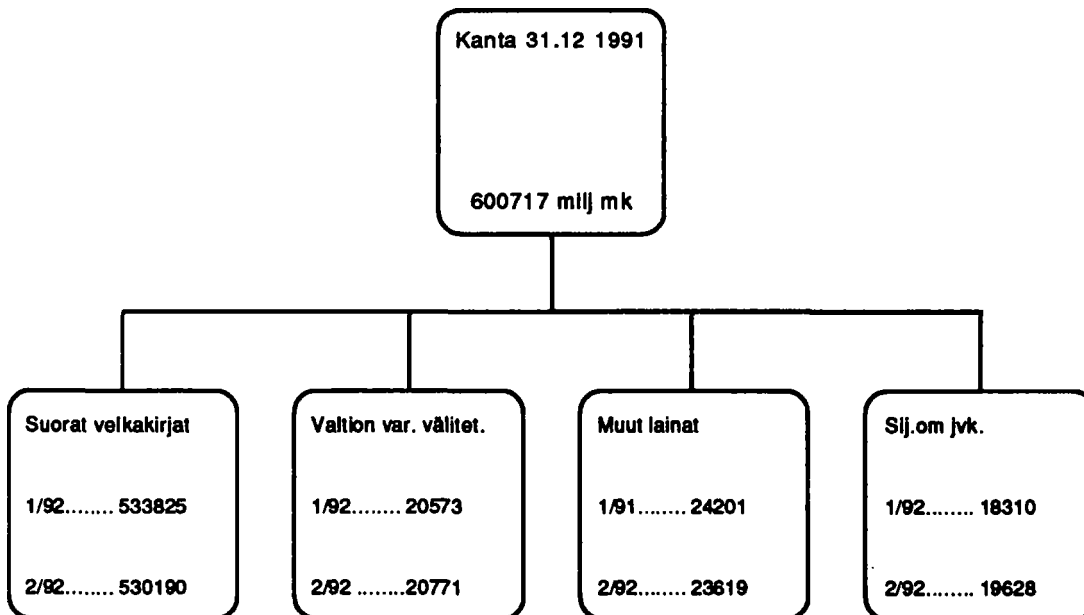 Kanta 31.12 1991
600717 milj mk
Suorat velkakirjat
1/92........ 533825
2/92........ 530190
Valtion var. välitet.
1/92........ 20573
2/92 ........20771
Muut lainat
1/91........ 24201
2/92........ 23619
Sij.om jvk.
1/92........ 18310
2/92........ 19628